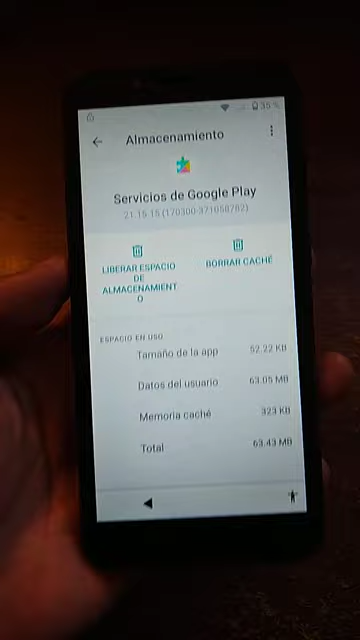 35 %
Almacenamiento
Servicios de Google Play
21.15.15 (170300-371058782)
LIBERAR ESPACIO
DE
ALMACENAMIENT
O
BORRAR CACHÉ
ESPACIO EN USO
Tamaño de la app 52.22 KB
Datos del usuario 63.05 MB
Memoria caché 323 KB
Total 63.43 MB